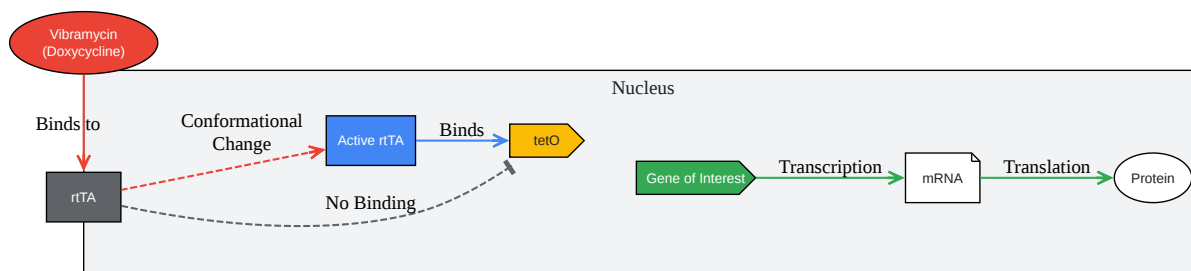 Vibramycin
(Doxycycline)
Nucleus
Binds to
Conformational
Change
Active rtTA
Binds
tetO
rtTA
No Binding
Gene of Interest
Transcription
mRNA
Translation
Protein